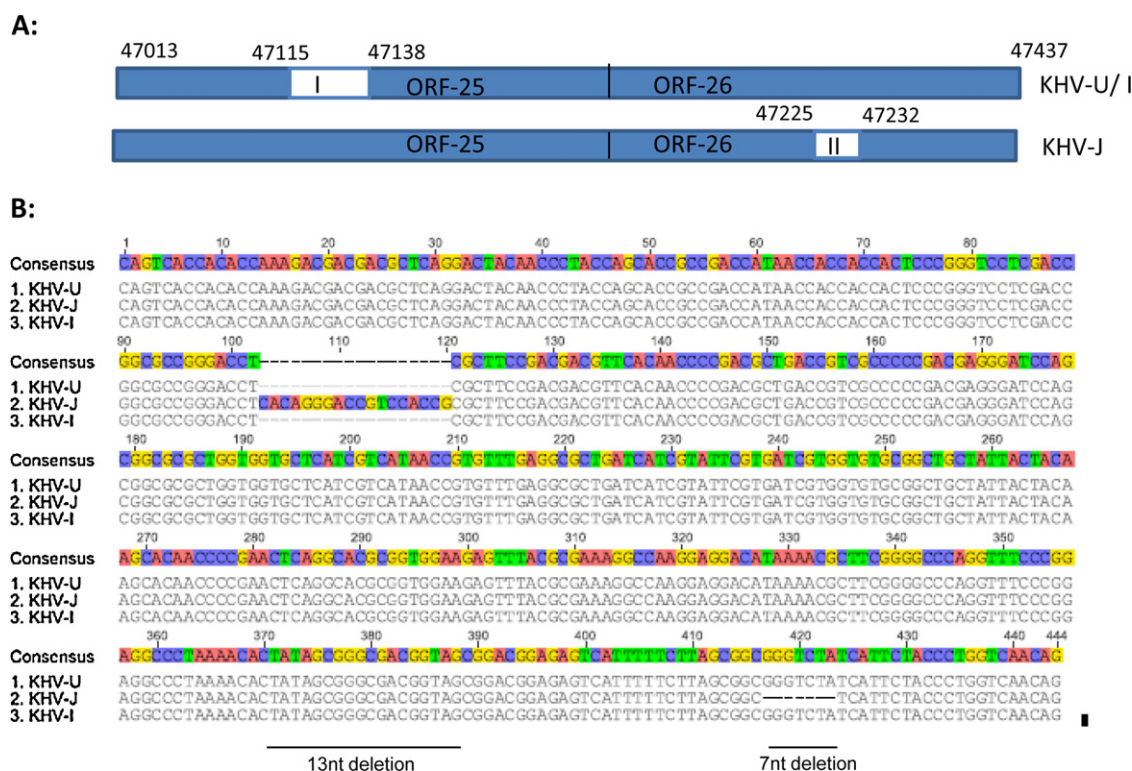 A:
47013 47115 47138 47437
I ORF-25 ORF-26 KHV-U/ I
47225 47232
ORF-25 ORF-26 II KHV-J
B:
1 10 20 30 40 50 60 70 80
Consensus CAGTCACCACACCAAAGACGACGACGCTCAGGACTACAACCCTACCAGCACCGCCGACCATAACCACCACCACTCCCGGGTCCTCGACC
1. KHV-U CAGTCACCACACCAAAGACGACGACGCTCAGGACTACAACCCTACCAGCACCGCCGACCATAACCACCACCACTCCCGGGTCCTCGACC
2. KHV-J CAGTCACCACACCAAAGACGACGACGCTCAGGACTACAACCCTACCAGCACCGCCGACCATAACCACCACCACTCCCGGGTCCTCGACC
3. KHV-I CAGTCACCACACCAAAGACGACGACGCTCAGGACTACAACCCTACCAGCACCGCCGACCATAACCACCACCACTCCCGGGTCCTCGACC
90 100 110 120 130 140 150 160 170
Consensus GGCGCCGGGACCT------------------CGCTTCCGACGACGTTCACAACCCCGACGCTGACCGTCGCCCCCGACGAGGGATCCAG
1. KHV-U GGCGCCGGGACCT------------------CGCTTCCGACGACGTTCACAACCCCGACGCTGACCGTCGCCCCCGACGAGGGATCCAG
2. KHV-J GGCGCCGGGACCTCACAGGGACCGTCCACCGCGCTTCCGACGACGTTCACAACCCCGACGCTGACCGTCGCCCCCGACGAGGGATCCAG
3. KHV-I GGCGCCGGGACCT------------------CGCTTCCGACGACGTTCACAACCCCGACGCTGACCGTCGCCCCCGACGAGGGATCCAG
180 190 200 210 220 230 240 250 260
Consensus CGGCGCGCTGGTGGTGCTCATCGTCATAACCGTGTTTGAGGCGCTGATCATCGTATTCGTGATCGTGGTGTGCGGCTGCTATTACTACA
1. KHV-U CGGCGCGCTGGTGGTGCTCATCGTCATAACCGTGTTTGAGGCGCTGATCATCGTATTCGTGATCGTGGTGTGCGGCTGCTATTACTACA
2. KHV-J CGGCGCGCTGGTGGTGCTCATCGTCATAACCGTGTTTGAGGCGCTGATCATCGTATTCGTGATCGTGGTGTGCGGCTGCTATTACTACA
3. KHV-I CGGCGCGCTGGTGGTGCTCATCGTCATAACCGTGTTTGAGGCGCTGATCATCGTATTCGTGATCGTGGTGTGCGGCTGCTATTACTACA
270 280 290 300 310 320 330 340 350
Consensus AGCACAACCCCGAACTCAGGCACGCGGTGGAAGAGTTTACGCGAAAGGCCAAGGAGGACATAAAACGCTTCGGGGCCCAGGTTTCCCGG
1. KHV-U AGCACAACCCCGAACTCAGGCACGCGGTGGAAGAGTTTACGCGAAAGGCCAAGGAGGACATAAAACGCTTCGGGGCCCAGGTTTCCCGG
2. KHV-J AGCACAACCCCGAACTCAGGCACGCGGTGGAAGAGTTTACGCGAAAGGCCAAGGAGGACATAAAACGCTTCGGGGCCCAGGTTTCCCGG
3. KHV-I AGCACAACCCCGAACTCAGGCACGCGGTGGAAGAGTTTACGCGAAAGGCCAAGGAGGACATAAAACGCTTCGGGGCCCAGGTTTCCCGG
360 370 380 390 400 410 420 430 440 444
Consensus AGGCCCTAAAACACTATAGCGGGCGACGGTAGCGGACGGAGAGTCATTTTTCTTAGCGGCGGGTCTATCATTCTACCCTGGTCAACAG
1. KHV-U AGGCCCTAAAACACTATAGCGGGCGACGGTAGCGGACGGAGAGTCATTTTTCTTAGCGGCGGGTCTATCATTCTACCCTGGTCAACAG
2. KHV-J AGGCCCTAAAACACTATAGCGGGCGACGGTAGCGGACGGAGAGTCATTTTTCTTAGCGGC-------TCATTCTACCCTGGTCAACAG
3. KHV-I AGGCCCTAAAACACTATAGCGGGCGACGGTAGCGGACGGAGAGTCATTTTTCTTAGCGGCGGGTCTATCATTCTACCCTGGTCAACAG
13nt deletion 7nt deletion